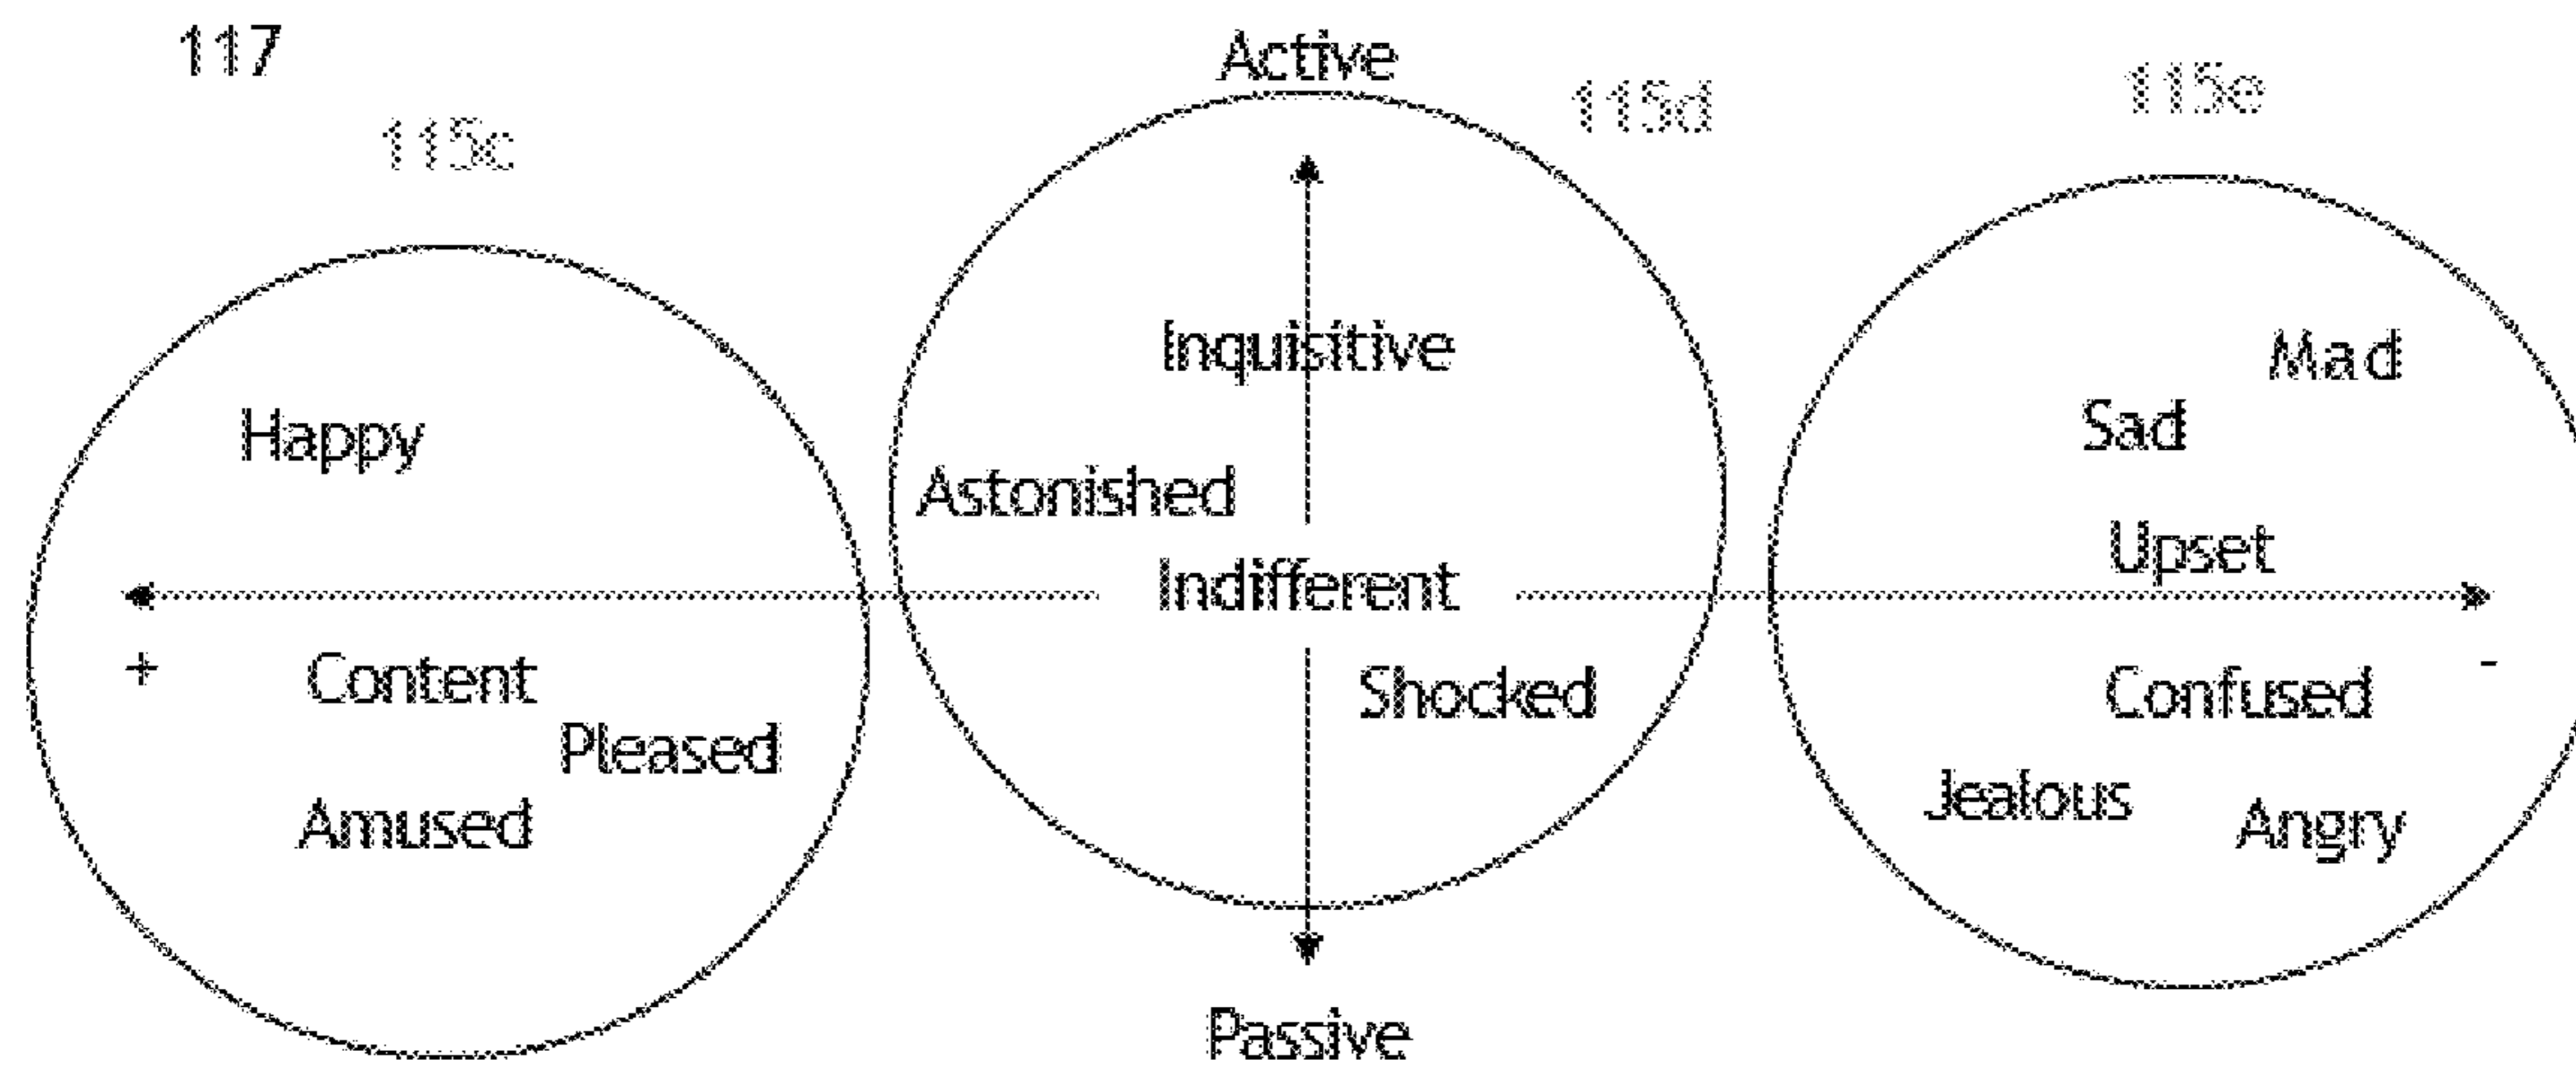 117
Active
115c
115d
115e
Happy
Content
Pleased
Amused
+
Inquisitive
Astonished
Indifferent
Shocked
Passive
Mad
Sad
Upset
Confused
Jealous
Angry
-